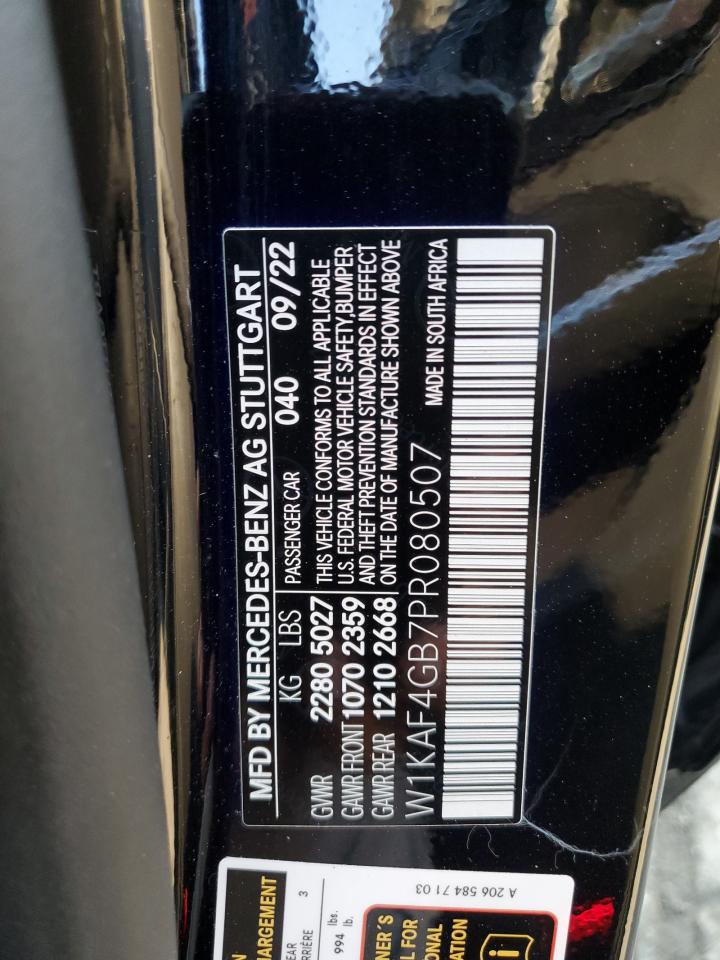 MFD BY MERCEDES-BENZ AG STUTTGART
KG LBS PASSENGER CAR 040 09/22
GVWR 2280 5027 THIS VEHICLE CONFORMS TO ALL APPLICABLE
GAWR FRONT 1070 2359 U.S. FEDERAL MOTOR VEHICLE SAFETY,BUMPER
GAWR REAR 1210 2668 AND THEFT PREVENTION STANDARDS IN EFFECT
ON THE DATE OF MANUFACTURE SHOWN ABOVE
W1KAF4GB7PR080507 MADE IN SOUTH AFRICA
3
lbs.
994 lb.
A 206 584 71 03